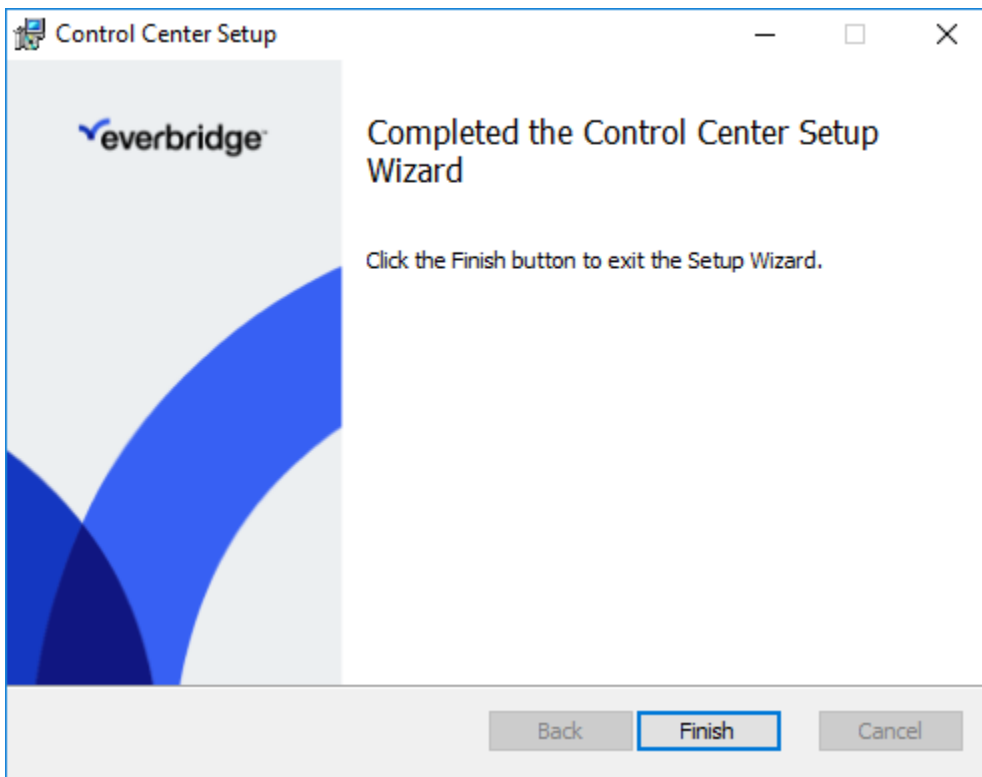 Control Center Setup
everbridge
Completed the Control Center Setup
Wizard
Click the Finish button to exit the Setup Wizard.
Back
Finish
Cancel